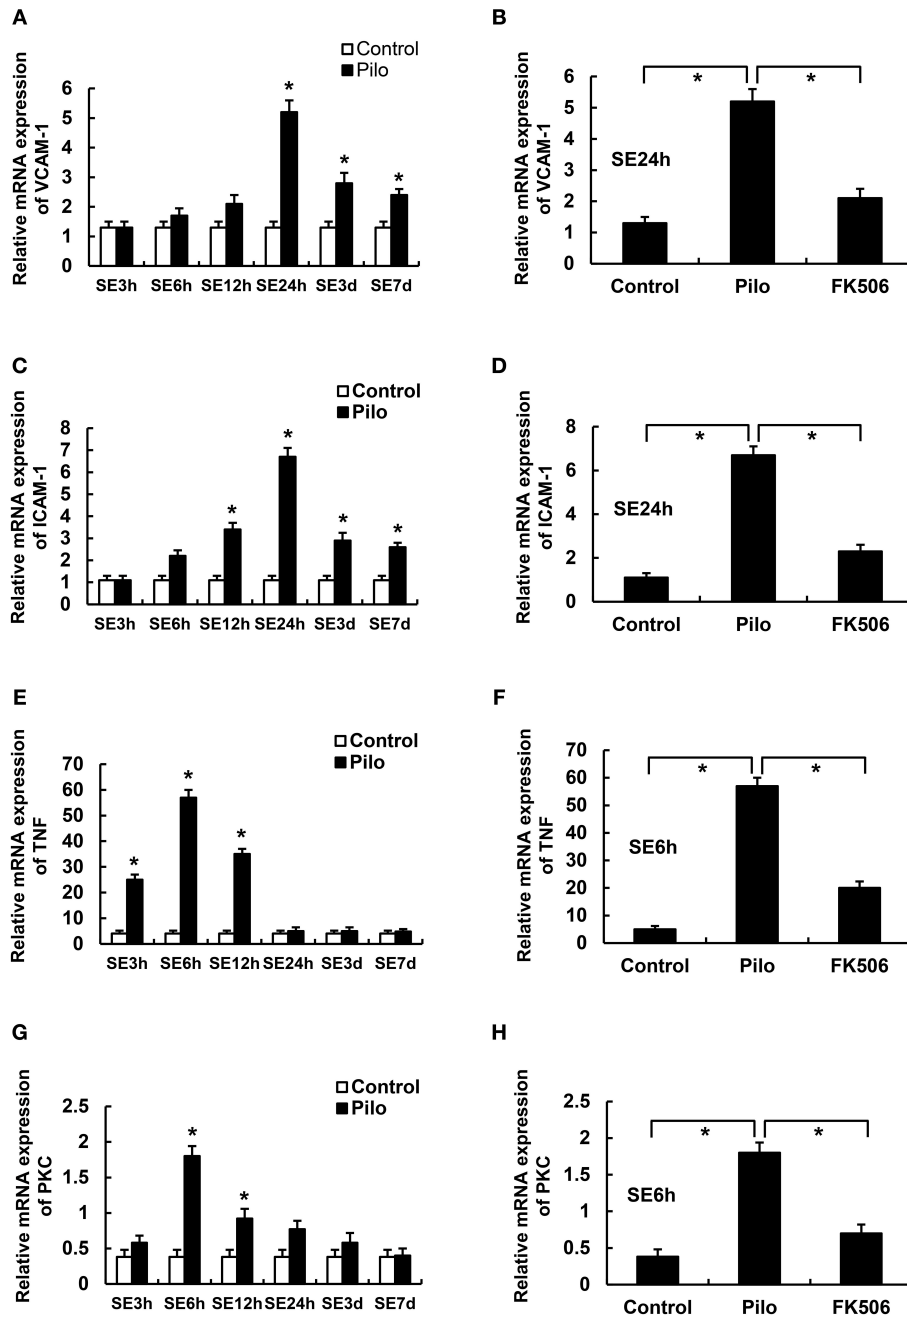 A
Control
Pilo
Relative mRNA expression
of VCAM-1
6
5
4
3
2
1
0
*
*
*
SE3h SE6h SE12h SE24h SE3d SE7d
B
Relative mRNA expression
of VCAM-1
6
5
4
3
2
1
0
* *
SE24h
Control Pilo FK506
C
Control
Pilo
Relative mRNA expression
of ICAM-1
8
7
6
5
4
3
2
1
0
*
*
*
*
SE3h SE6h SE12h SE24h SE3d SE7d
D
Relative mRNA expression
of ICAM-1
8
6
4
2
0
* *
SE24h
Control Pilo FK506
E
Control
Pilo
Relative mRNA expression
of TNF
70
60
50
40
30
20
10
0
*
*
*
SE3h SE6h SE12h SE24h SE3d SE7d
F
Relative mRNA expression
of TNF
70
60
50
40
30
20
10
0
* *
SE6h
Control Pilo FK506
G
Control
Pilo
Relative mRNA expression
of PKC
2.5
2
1.5
1
0.5
0
*
*
SE3h SE6h SE12h SE24h SE3d SE7d
H
Relative mRNA expression
of PKC
2.5
2
1.5
1
0.5
0
* *
SE6h
Control Pilo FK506